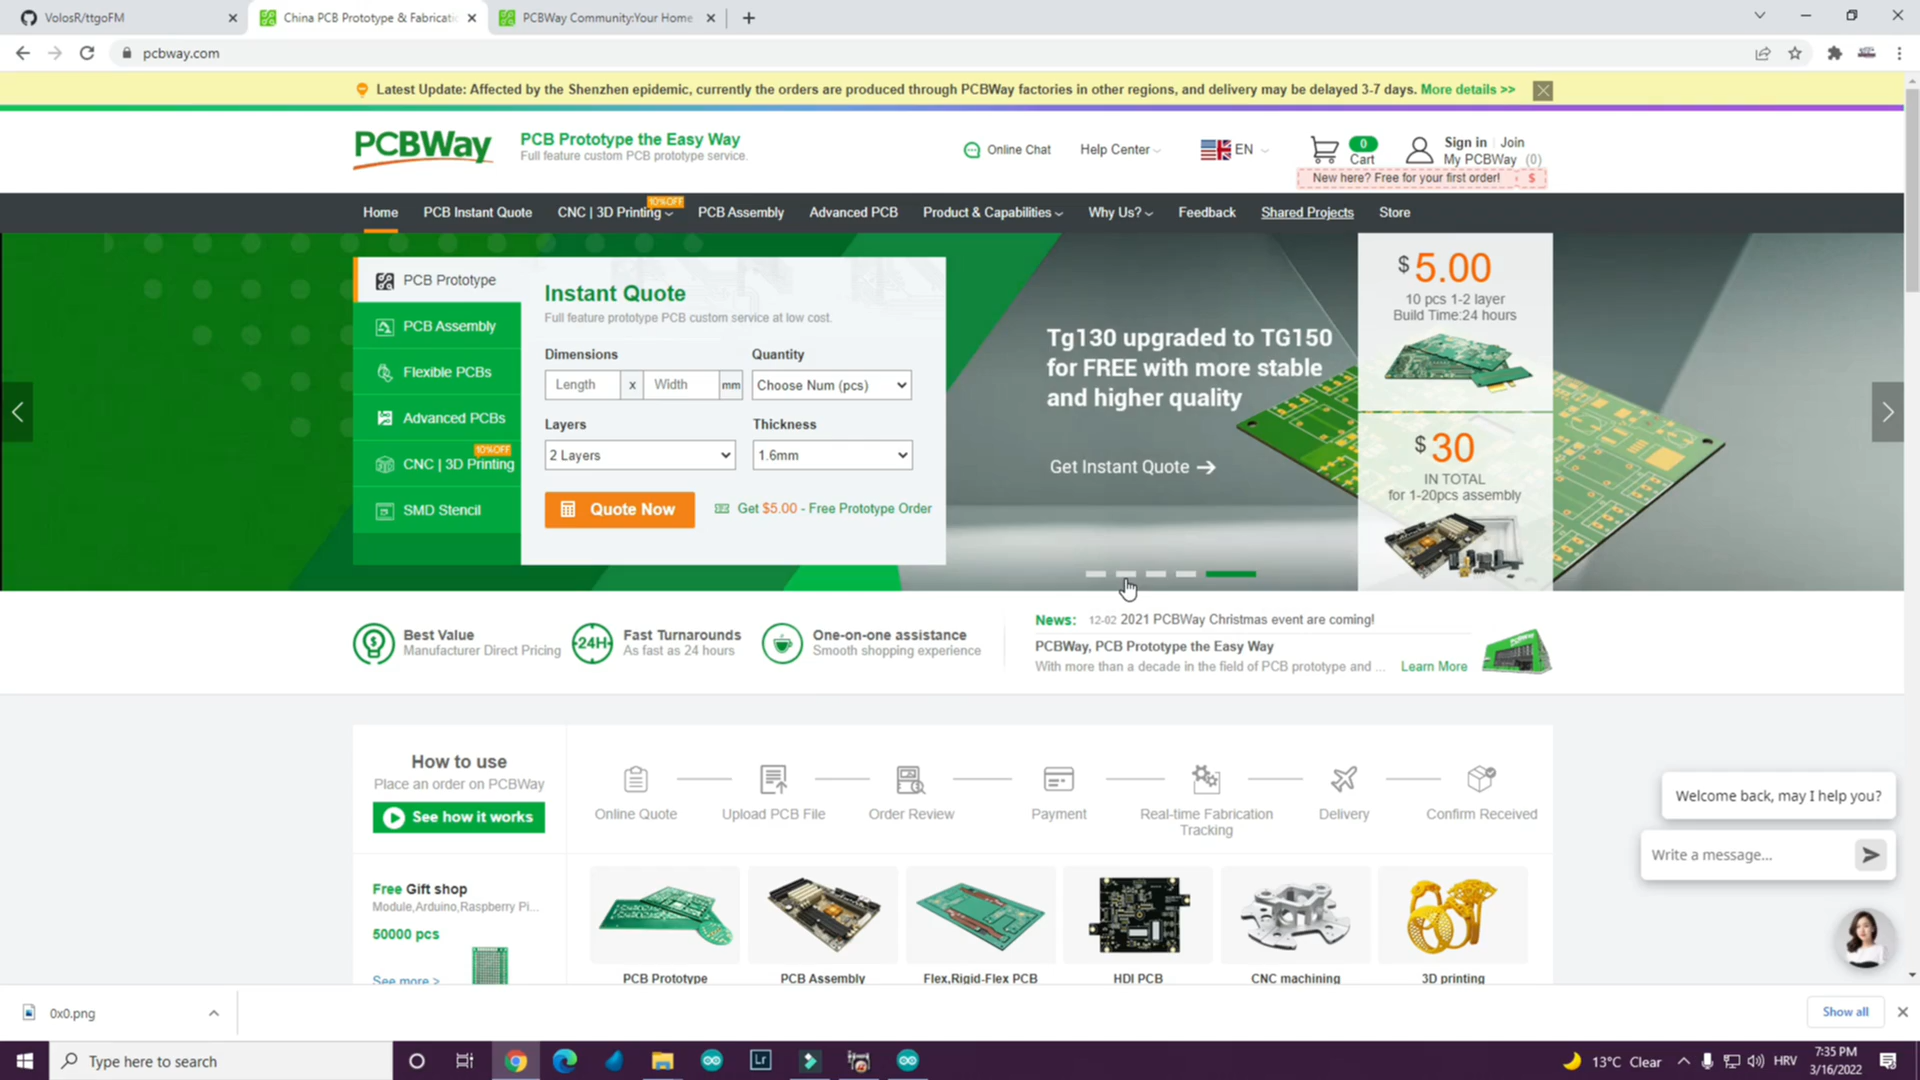 VolosR/ttgoFM
China PCB Prototype & Fabricati
PCBWay Community:Your Home
pcbway.com
Latest Update: Affected by the Shenzhen epidemic, currently the orders are produced through PCBWay factories in other regions, and delivery may be delayed 3-7 days. More details >>
PCBWay
PCB Prototype the Easy Way
Full feature custom PCB prototype service.
Online Chat
Help Center
EN
0
Cart
Sign in
Join
My PCBWay (0)
New here? Free for your first order! $
Home
PCB Instant Quote
CNC | 3D Printing
10%OFF
PCB Assembly
Advanced PCB
Product & Capabilities
Why Us?
Feedback
Shared Projects
Store
PCB Prototype
PCB Assembly
Flexible PCBs
Advanced PCBs
10%OFF
CNC | 3D Printing
SMD Stencil
Instant Quote
Full feature prototype PCB custom service at low cost.
Dimensions
Quantity
Length x Width mm
Choose Num (pcs)
Layers
Thickness
2 Layers
1.6mm
Quote Now
Get $5.00 - Free Prototype Order
Tg130 upgraded to TG150
for FREE with more stable
and higher quality
Get Instant Quote →
$ 5.00
10 pcs 1-2 layer
Build Time:24 hours
$ 30
IN TOTAL
for 1-20pcs assembly
Best Value
Manufacturer Direct Pricing
24H
Fast Turnarounds
As fast as 24 hours
One-on-one assistance
Smooth shopping experience
News: 12-02 2021 PCBWay Christmas event are coming!
PCBWay, PCB Prototype the Easy Way
With more than a decade in the field of PCB prototype and ... Learn More
How to use
Place an order on PCBWay
See how it works
Online Quote
Upload PCB File
Order Review
Payment
Real-time Fabrication
Tracking
Delivery
Confirm Received
Free Gift shop
Module,Arduino,Raspberry Pi...
50000 pcs
See more >
PCB Prototype
PCB Assembly
Flex,Rigid-Flex PCB
HDI PCB
CNC machining
3D printing
Welcome back, may I help you?
Write a message...
0x0.png
Show all
Type here to search
Lr
13°C Clear
HRV
7:35 PM
3/16/2022